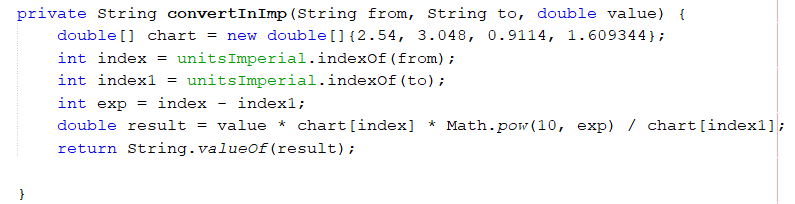 private String convertInImp(String from, String to, double value) {
    double[] chart = new double[]{2.54, 3.048, 0.9114, 1.609344};
    int index = unitsImperial.indexOf(from);
    int index1 = unitsImperial.indexOf(to);
    int exp = index - index1;
    double result = value * chart[index] * Math.pow(10, exp) / chart[index1];
    return String.valueOf(result);
}